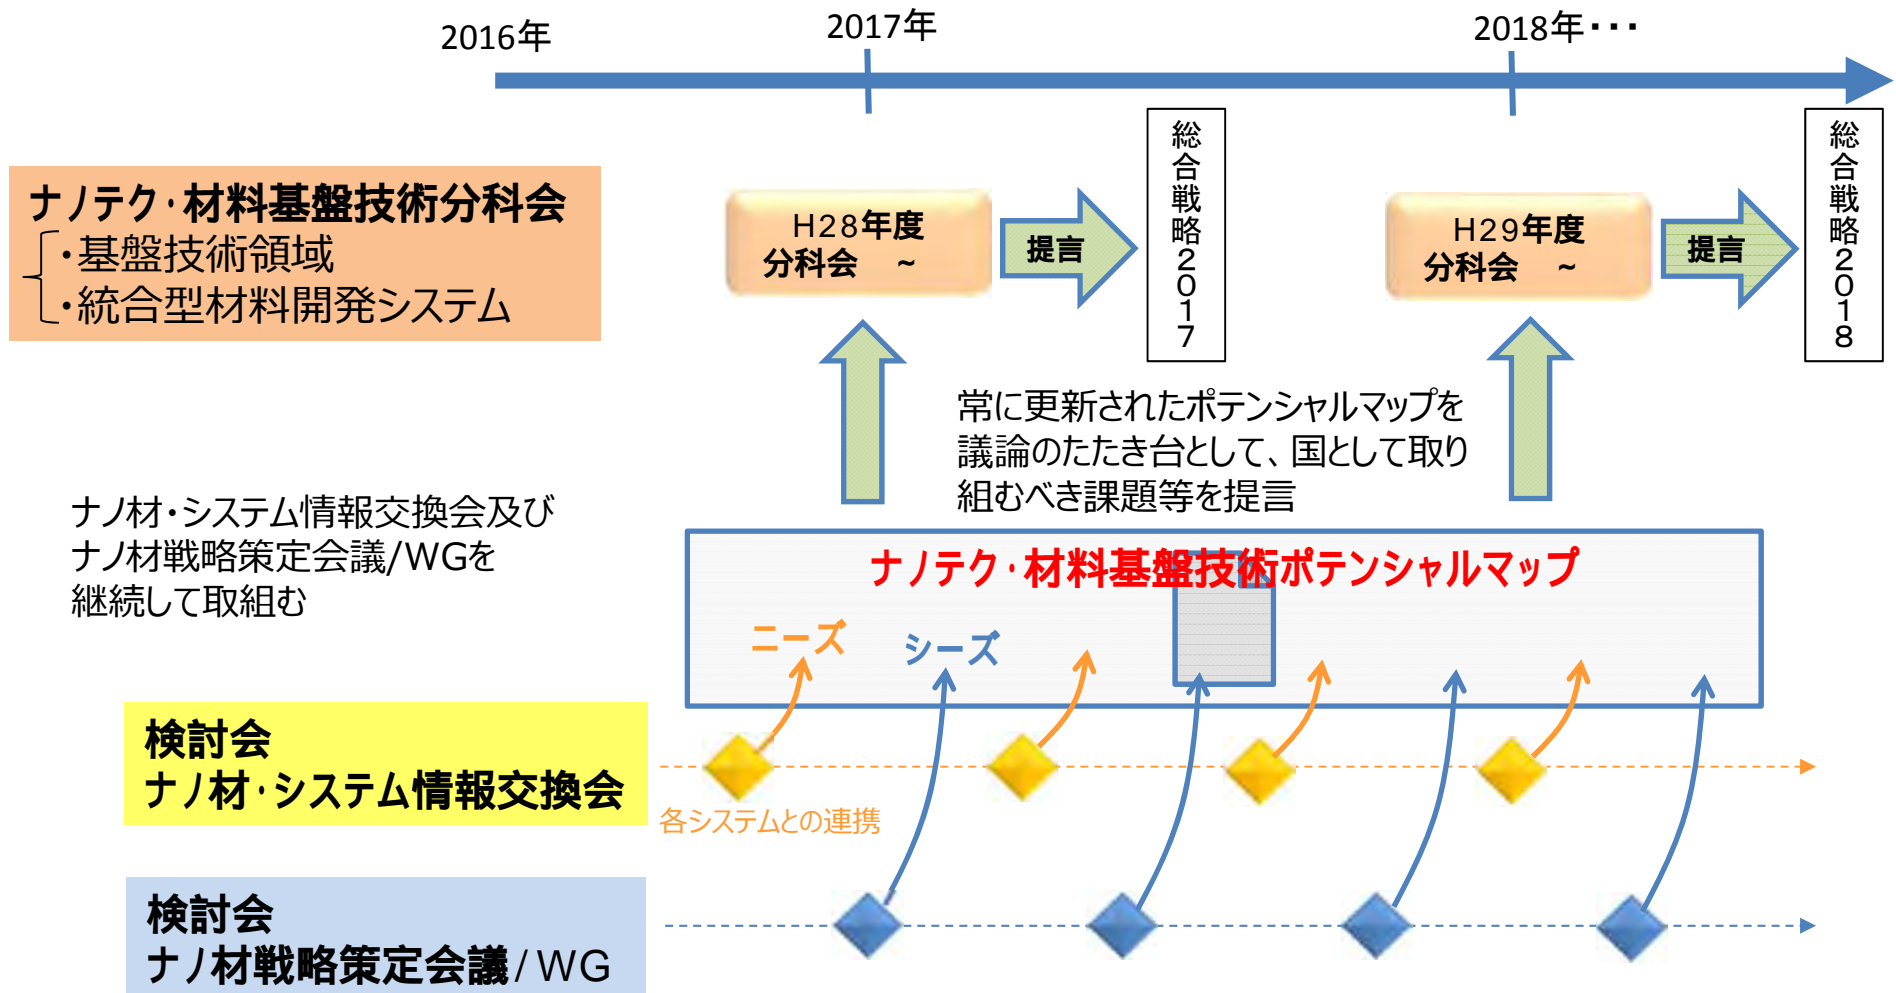 2016年
2017年
2018年・・・
ナノテク・材料基盤技術分科会
・基盤技術領域
・統合型材料開発システム
H28年度
分科会 ~
提言
総合戦略2017
H29年度
分科会 ~
提言
総合戦略2018
常に更新されたポテンシャルマップを
議論のたたき台として、国として取り
組むべき課題等を提言
ナノ材・システム情報交換会及び
ナノ材戦略策定会議/WGを
継続して取組む
ナノテク・材料基盤技術ポテンシャルマップ
ニーズ
シーズ
検討会
ナノ材・システム情報交換会
各システムとの連携
検討会
ナノ材戦略策定会議/WG